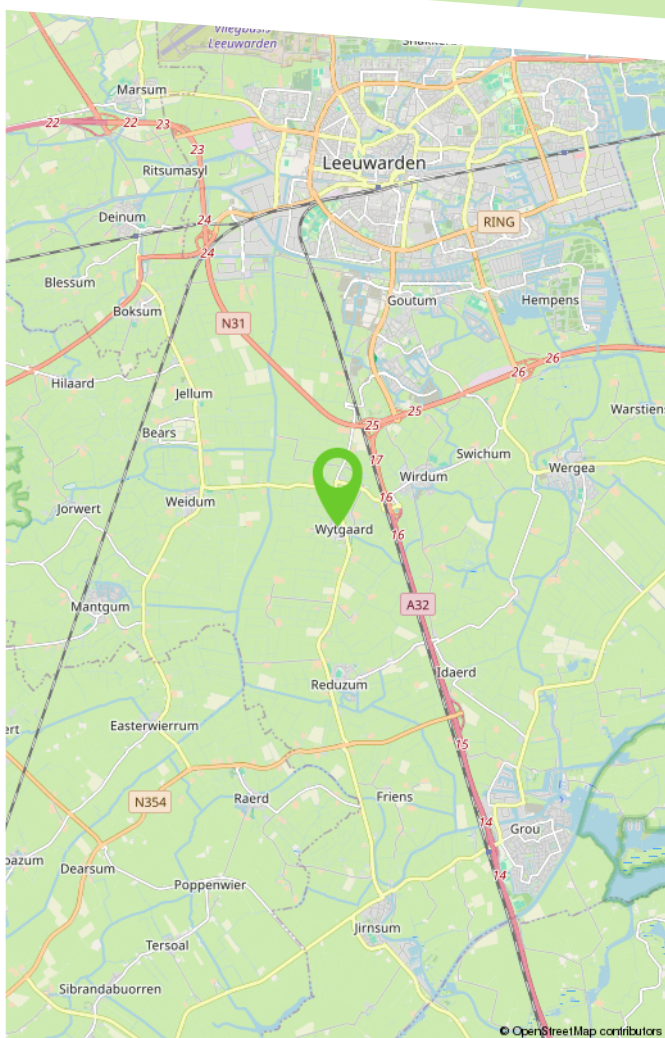 Vliegbasis
Leeuwarden
Marsum
22
22
23
23
Leeuwarden
Ritsumasyl
Deinum
24
RING
24
Blessum
Goutum
Hempens
Boksum
N31
26
26
Hilaard
Jellum
25
25
Warstiens
Bears
17
Swichum
Wergea
Wirdum
Weidum
16
Jorwert
Wytgaard
16
Mantgum
A32
Idaerd
Reduzum
Easterwierrum
15
N354
Raerd
Friens
14
Grou
Dearsum
14
Poppenwier
Jirnsum
Tersoal
Sibrandabuorren
© OpenStreetMap contributors